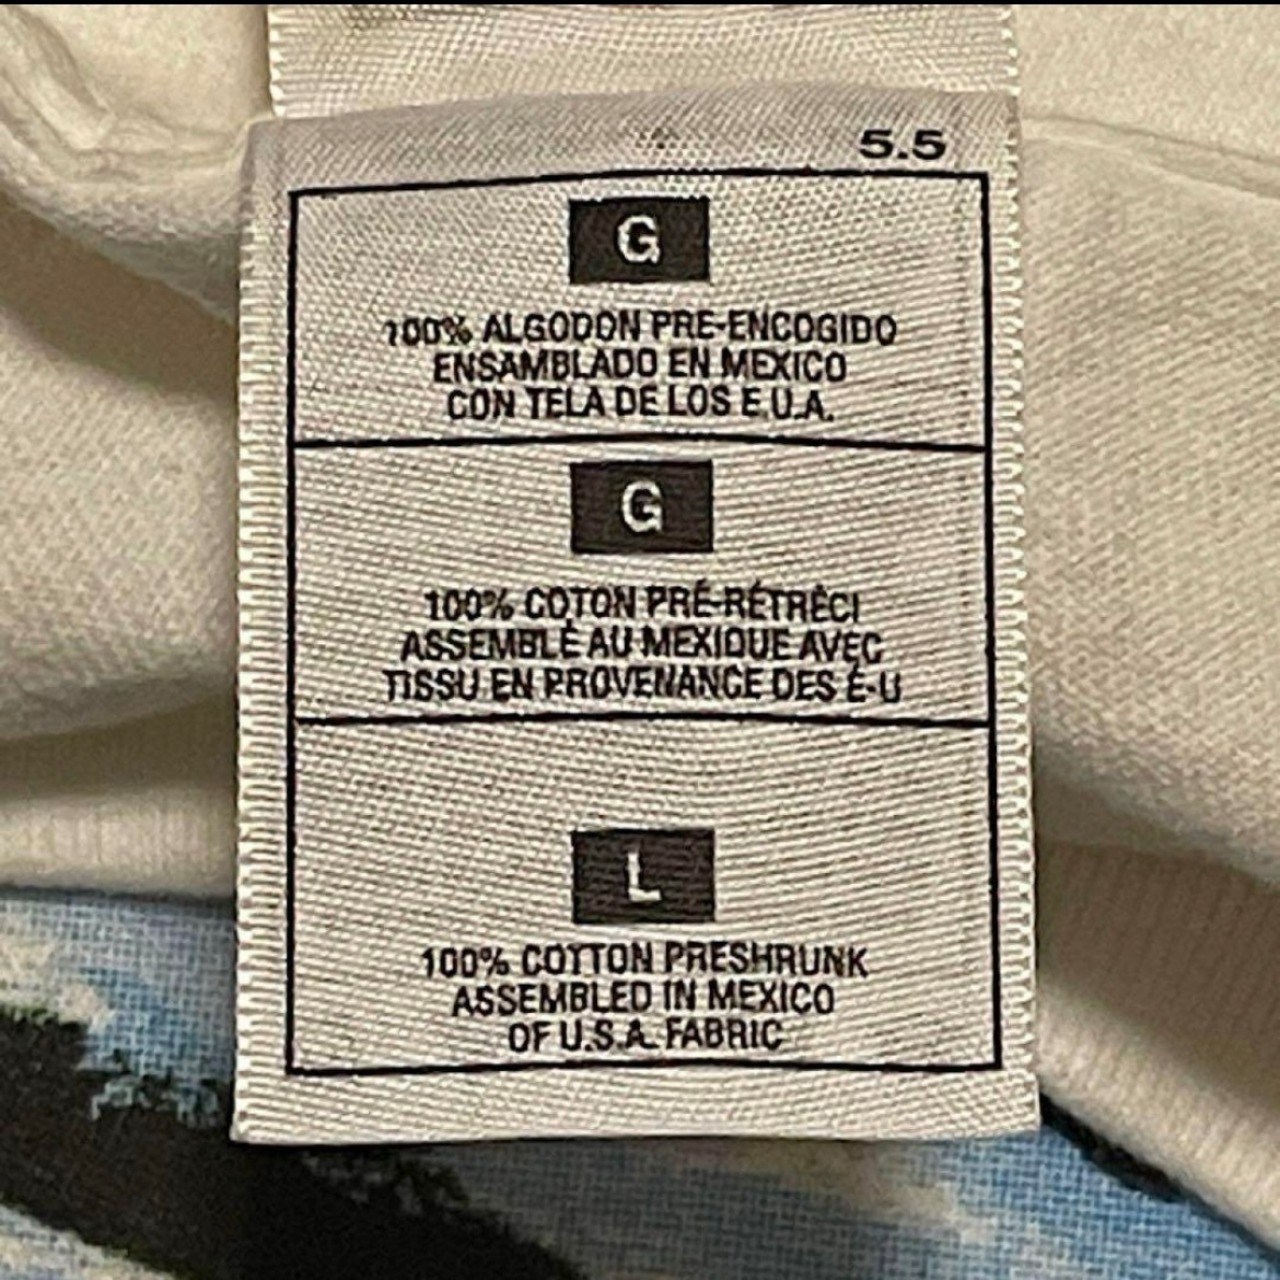 5.5
G
100% ALGODON PRE-ENCOGIDO
ENSAMBLADO EN MEXICO
CON TELA DE LOS E.U.A.
G
100% COTON PRÉ-RÉTRÉCI
ASSEMBLÉ AU MEXIQUE AVEC
TISSU EN PROVENANCE DES É-U
L
100% COTTON PRESHRUNK
ASSEMBLED IN MEXICO
OF U.S.A. FABRIC